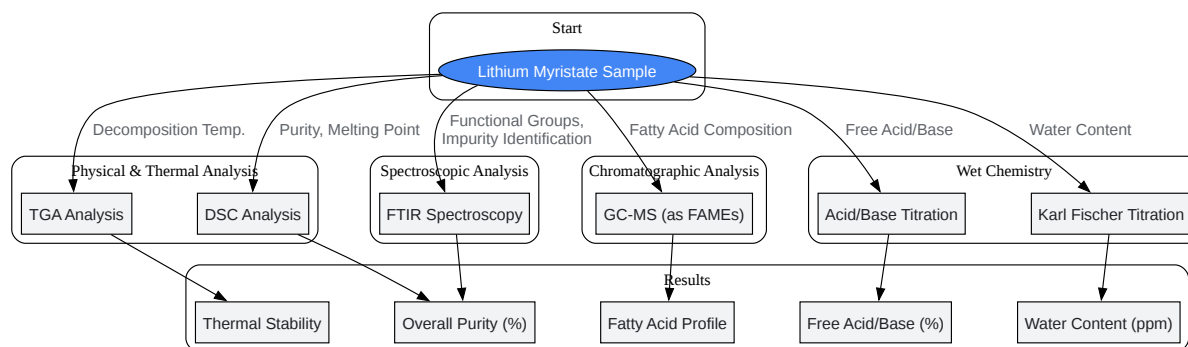 Start
Lithium Myristate Sample
Decomposition Temp.
Purity, Melting Point
Functional Groups,
Impurity Identification
Fatty Acid Composition
Free Acid/Base
Water Content
Physical & Thermal Analysis
Spectroscopic Analysis
Chromatographic Analysis
Wet Chemistry
TGA Analysis
DSC Analysis
FTIR Spectroscopy
GC-MS (as FAMEs)
Acid/Base Titration
Karl Fischer Titration
Results
Thermal Stability
Overall Purity (%)
Fatty Acid Profile
Free Acid/Base (%)
Water Content (ppm)